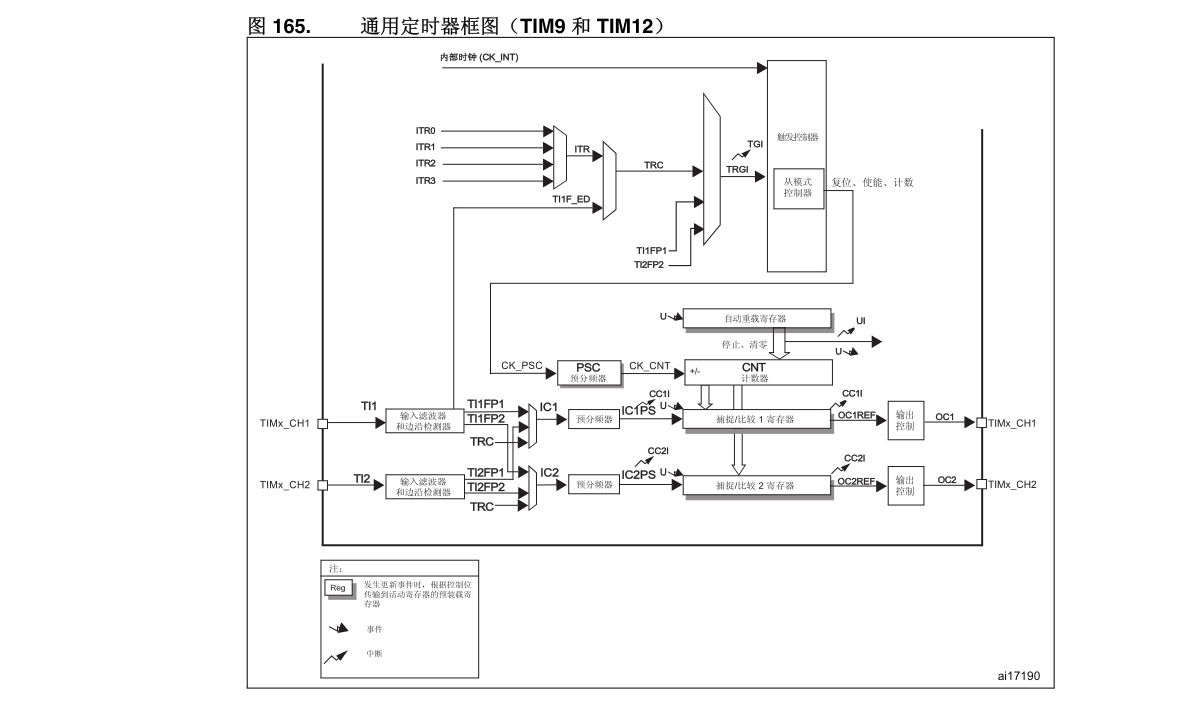 图 165. 通用定时器框图（TIM9 和 TIM12）
内部时钟 (CK_INT)
触发控制器
ITR0
ITR1
ITR2
ITR3
ITR
TI1F_ED
TRC
TGI
TRGI
从模式
控制器
复位、使能、计数
TI1FP1
TI2FP2
U
自动重载寄存器
UI
停止、清零
U
CK_PSC
PSC
预分频器
CK_CNT
+/-
CNT
计数器
TIMx_CH1
TI1
输入滤波器
和边沿检测器
TI1FP1
TI1FP2
TRC
IC1
预分频器
IC1PS
CC1I
U
捕捉/比较 1 寄存器
CC1I
OC1REF
输出
控制
OC1
TIMx_CH1
TIMx_CH2
TI2
输入滤波器
和边沿检测器
TI2FP1
TI2FP2
TRC
IC2
预分频器
IC2PS
CC2I
U
捕捉/比较 2 寄存器
CC2I
OC2REF
输出
控制
OC2
TIMx_CH2
注：
Reg
发生更新事件时，根据控制位
传输到活动寄存器的预装载寄
存器
事件
中断
ai17190